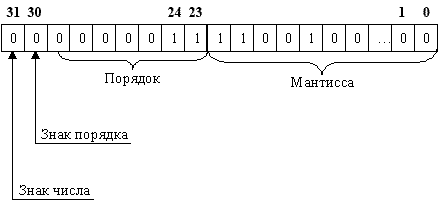 31 30 24 23 1 0
0 0 0 0 0 0 0 1 1 1 1 0 0 1 0 0 ... 0 0
Порядок Мантисса
Знак порядка
Знак числа